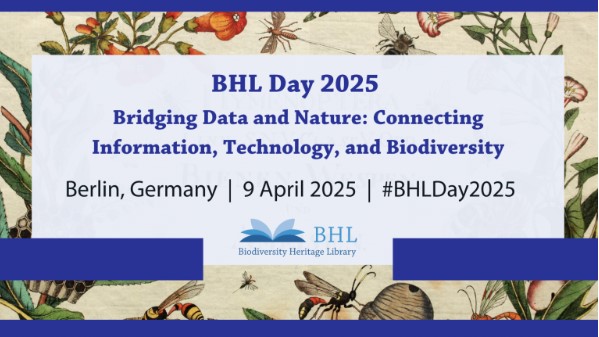 BHL Day 2025
Bridging Data and Nature: Connecting
Information, Technology, and Biodiversity
Berlin, Germany | 9 April 2025 | #BHLDay2025
BHL
Biodiversity Heritage Library